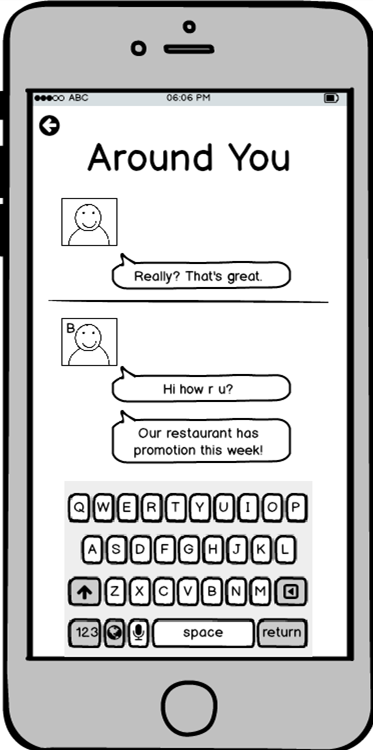 ABC 06:06 PM
Around You
Really? That's great.
B
Hi how r u?
Our restaurant has
promotion this week!
Q W E R T Y U I O P
A S D F G H J K L
Z X C V B N M
123 space return